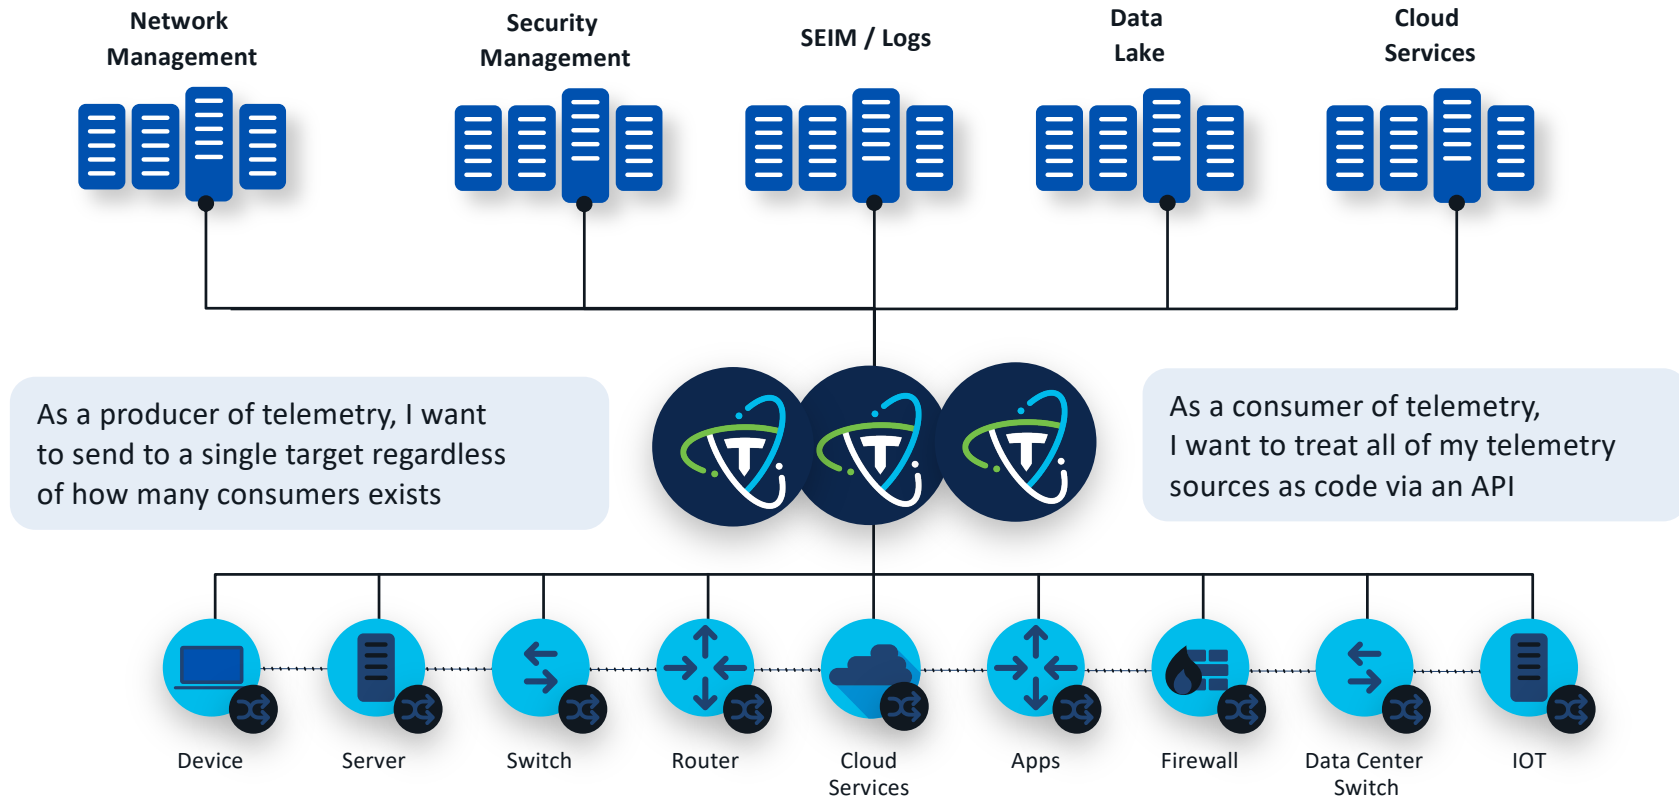 Network
Management
Security
Management
SEIM / Logs
Data
Lake
Cloud
Services
As a producer of telemetry, I want
to send to a single target regardless
of how many consumers exists
T
T
T
As a consumer of telemetry,
I want to treat all of my telemetry
sources as code via an API
Device
Server
Switch
Router
Cloud
Services
Apps
Firewall
Data Center
Switch
IOT